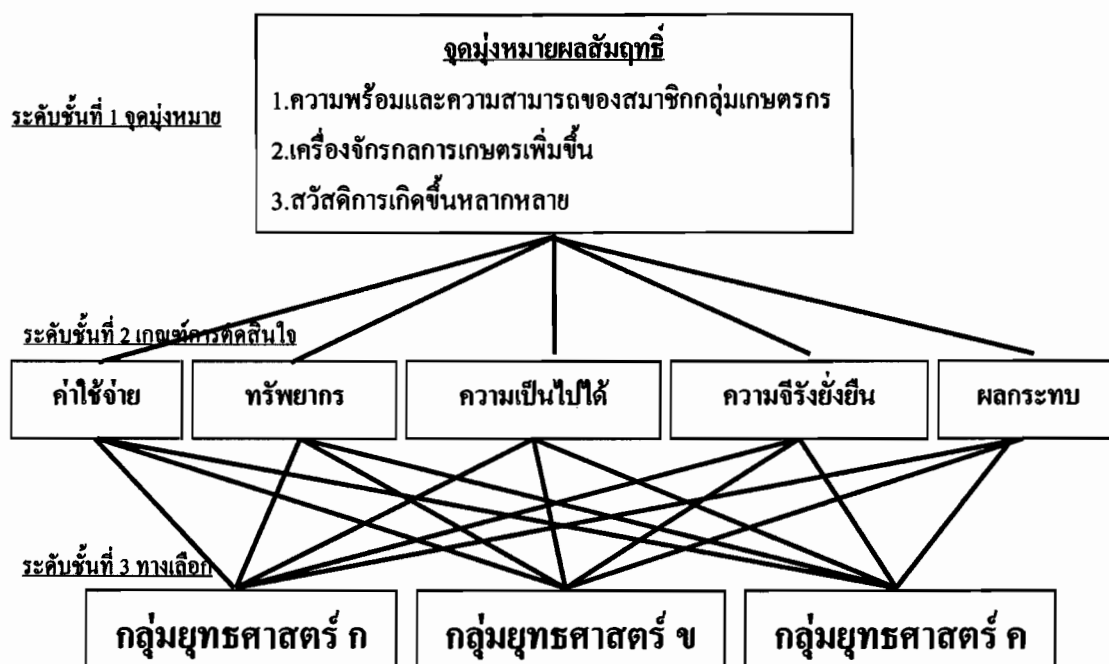 จุดมุ่งหมายผลสัมฤทธิ์
ระดับชั้นที่ 1 จุดมุ่งหมาย
1.ความพร้อมและความสามารถของสมาชิกกลุ่มเกษตรกร
2.เครื่องจักรกลการเกษตรเพิ่มขึ้น
3.สวัสดิการเกิดขึ้นหลากหลาย
ระดับชั้นที่ 2 เกณฑ์การตัดสินใจ
ค่าใช้จ่าย
ทรัพยากร
ความเป็นไปได้
ความจีรังยั่งยืน
ผลกระทบ
ระดับชั้นที่ 3 ทางเลือก
กลุ่มยุทธศาสตร์ ก
กลุ่มยุทธศาสตร์ ข
กลุ่มยุทธศาสตร์ ค